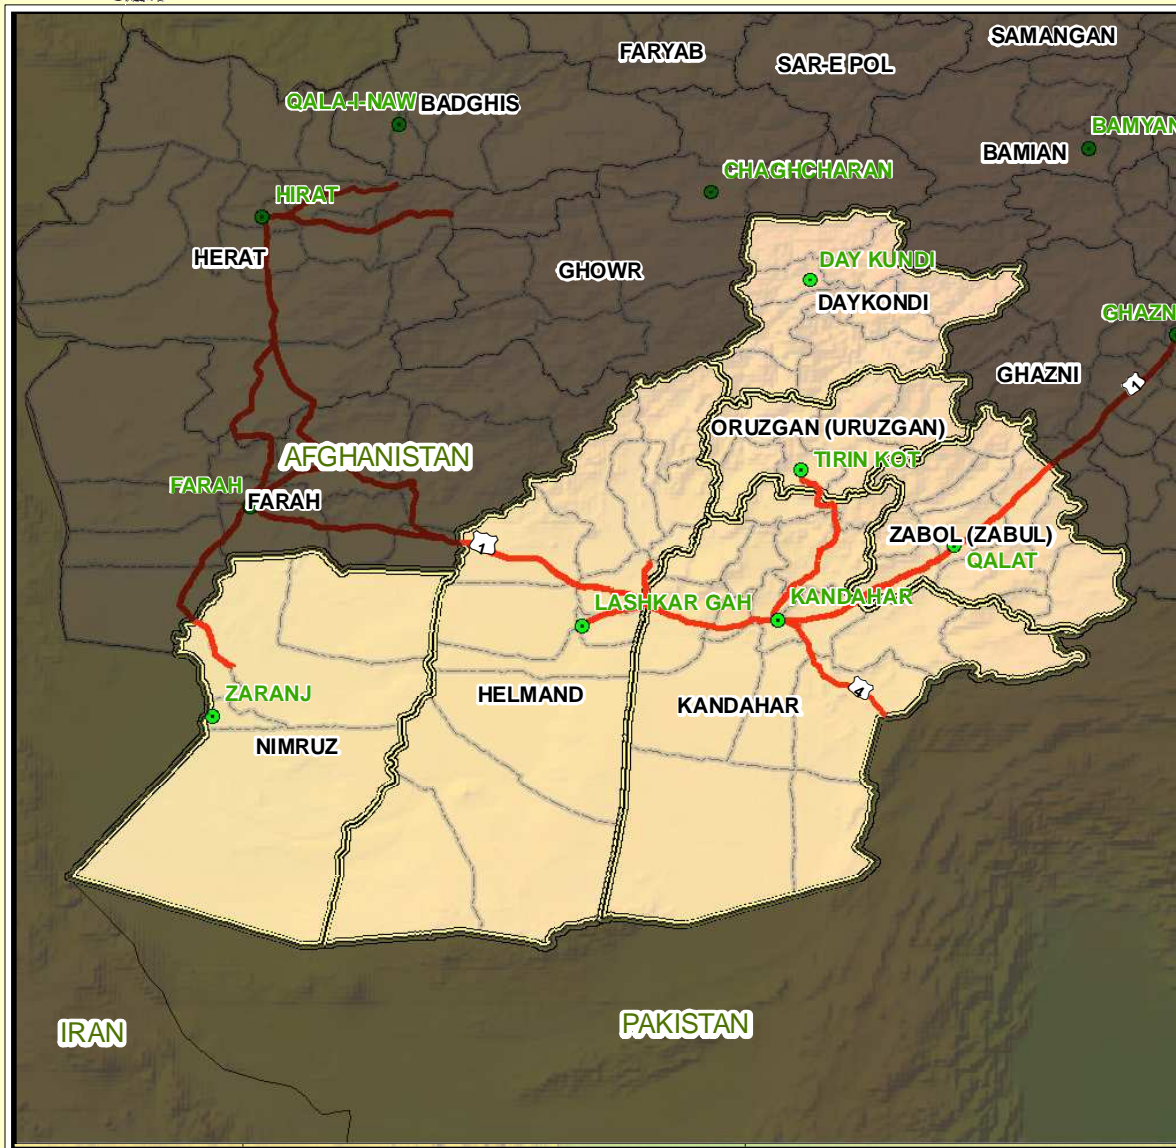 SAMANGAN
FARYAB
SAR-E POL
QALA-I-NAW
BADGHIS
BAMYAN
BAMIAN
CHAGHCHARAN
HIRAT
HERAT
GHOWR
DAY KUNDI
DAYKONDI
GHAZNI
GHAZNI
1
ORUZGAN (URUZGAN)
AFGHANISTAN
TIRIN KOT
FARAH
FARAH
1
ZABOL (ZABUL)
QALAT
LASHKAR GAH
KANDAHAR
4
ZARANJ
HELMAND
KANDAHAR
NIMRUZ
IRAN
PAKISTAN